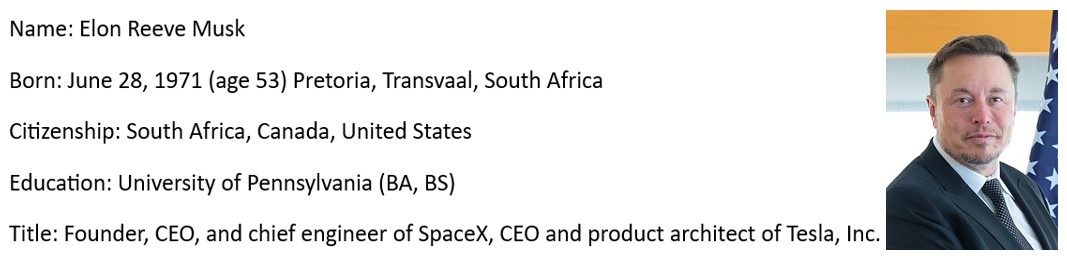 Name: Elon Reeve Musk
Born: June 28, 1971 (age 53) Pretoria, Transvaal, South Africa
Citizenship: South Africa, Canada, United States
Education: University of Pennsylvania (BA, BS)
Title: Founder, CEO, and chief engineer of SpaceX, CEO and product architect of Tesla, Inc.